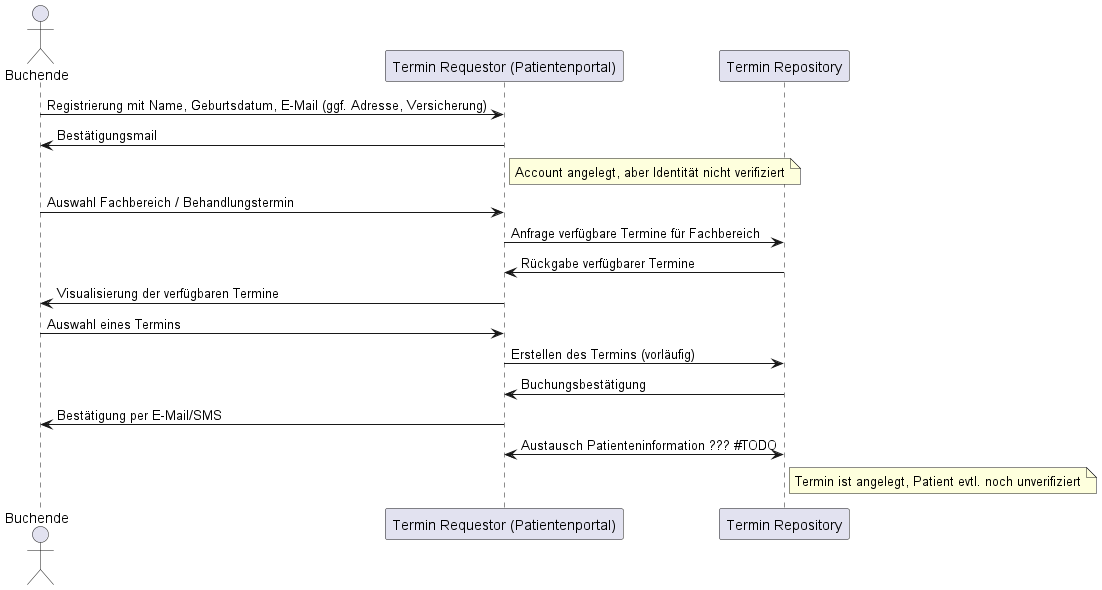 Buchende
Termin Requestor (Patientenportal)
Termin Repository
Registrierung mit Name, Geburtsdatum, E-Mail (ggf. Adresse, Versicherung)
Bestätigungsmail
Account angelegt, aber Identität nicht verifiziert
Auswahl Fachbereich / Behandlungstermin
Anfrage verfügbare Termine für Fachbereich
Rückgabe verfügbarer Termine
Visualisierung der verfügbaren Termine
Auswahl eines Termins
Erstellen des Termins (vorläufig)
Buchungsbestätigung
Bestätigung per E-Mail/SMS
Austausch Patienteninformation ??? #TODO
Termin ist angelegt, Patient evtl. noch unverifiziert
Buchende
Termin Requestor (Patientenportal)
Termin Repository